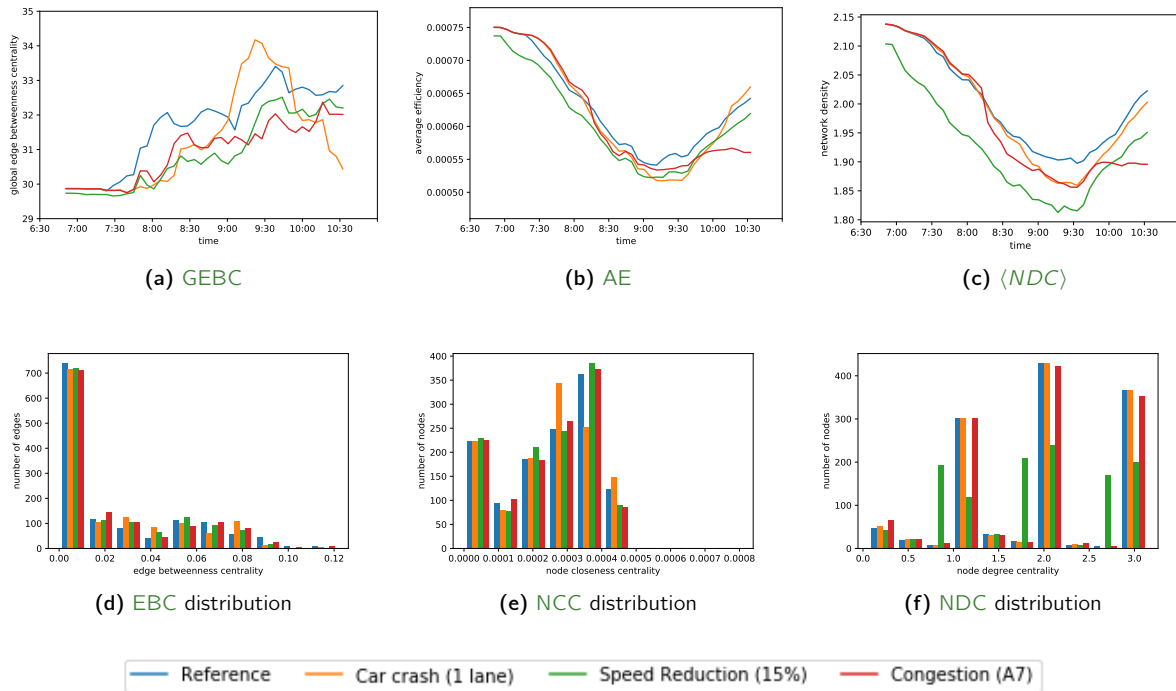 35
34
33
32
31
30
29
global edge betweenness centrality
6:30 7:00 7:30 8:00 8:30 9:00 9:30 10:00 10:30
time
(a) GEBC
0.00075
0.00070
0.00065
0.00060
0.00055
0.00050
average efficiency
6:30 7:00 7:30 8:00 8:30 9:00 9:30 10:00 10:30
time
(b) AE
2.15
2.10
2.05
2.00
1.95
1.90
1.85
1.80
network density
6:30 7:00 7:30 8:00 8:30 9:00 9:30 10:00 10:30
time
(c) ⟨NDC⟩
700
600
500
400
300
200
100
0
number of edges
0.00 0.02 0.04 0.06 0.08 0.10 0.12
edge betweenness centrality
(d) EBC distribution
400
350
300
250
200
150
100
50
0
number of nodes
0.0000 0.0001 0.0002 0.0003 0.0004 0.0005 0.0006 0.0007 0.0008
node closeness centrality
(e) NCC distribution
400
300
200
100
0
number of nodes
0.0 0.5 1.0 1.5 2.0 2.5 3.0
node degree centrality
(f) NDC distribution
Reference Car crash (1 lane) Speed Reduction (15%) Congestion (A7)